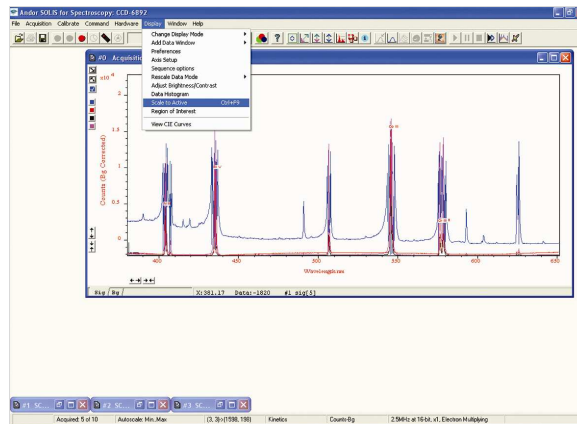 Andor SOLIS for Spectroscopy: CCD-6892
File Acquisition Calibrate Command Hardware Display Window Help
Change Display Mode
Add Data Window
Preferences
Axis Setup
Sequence options
Rescale Data Mode
Adjust Brightness/Contrast
Data Histogram
Scale to Active Ctrl+F9
Region of Interest
View CIE Curves
#0 Acquisiti
x10 4
2
1.5
1
0.5
0
Counts (Bg Corrected)
400 450 500 550 600 650
Wavelength nm
Sig Bg X:381.17 Data:-1820 #1 sig[5]
#1 SC... #2 SC... #3 SC...
Acquired: 5 of 10 Autoscale: Min..Max (3, 3)>(1598, 198) Kinetics Counts-Bg 2.5MHz at 16-bit, x1, Electron Multiplying